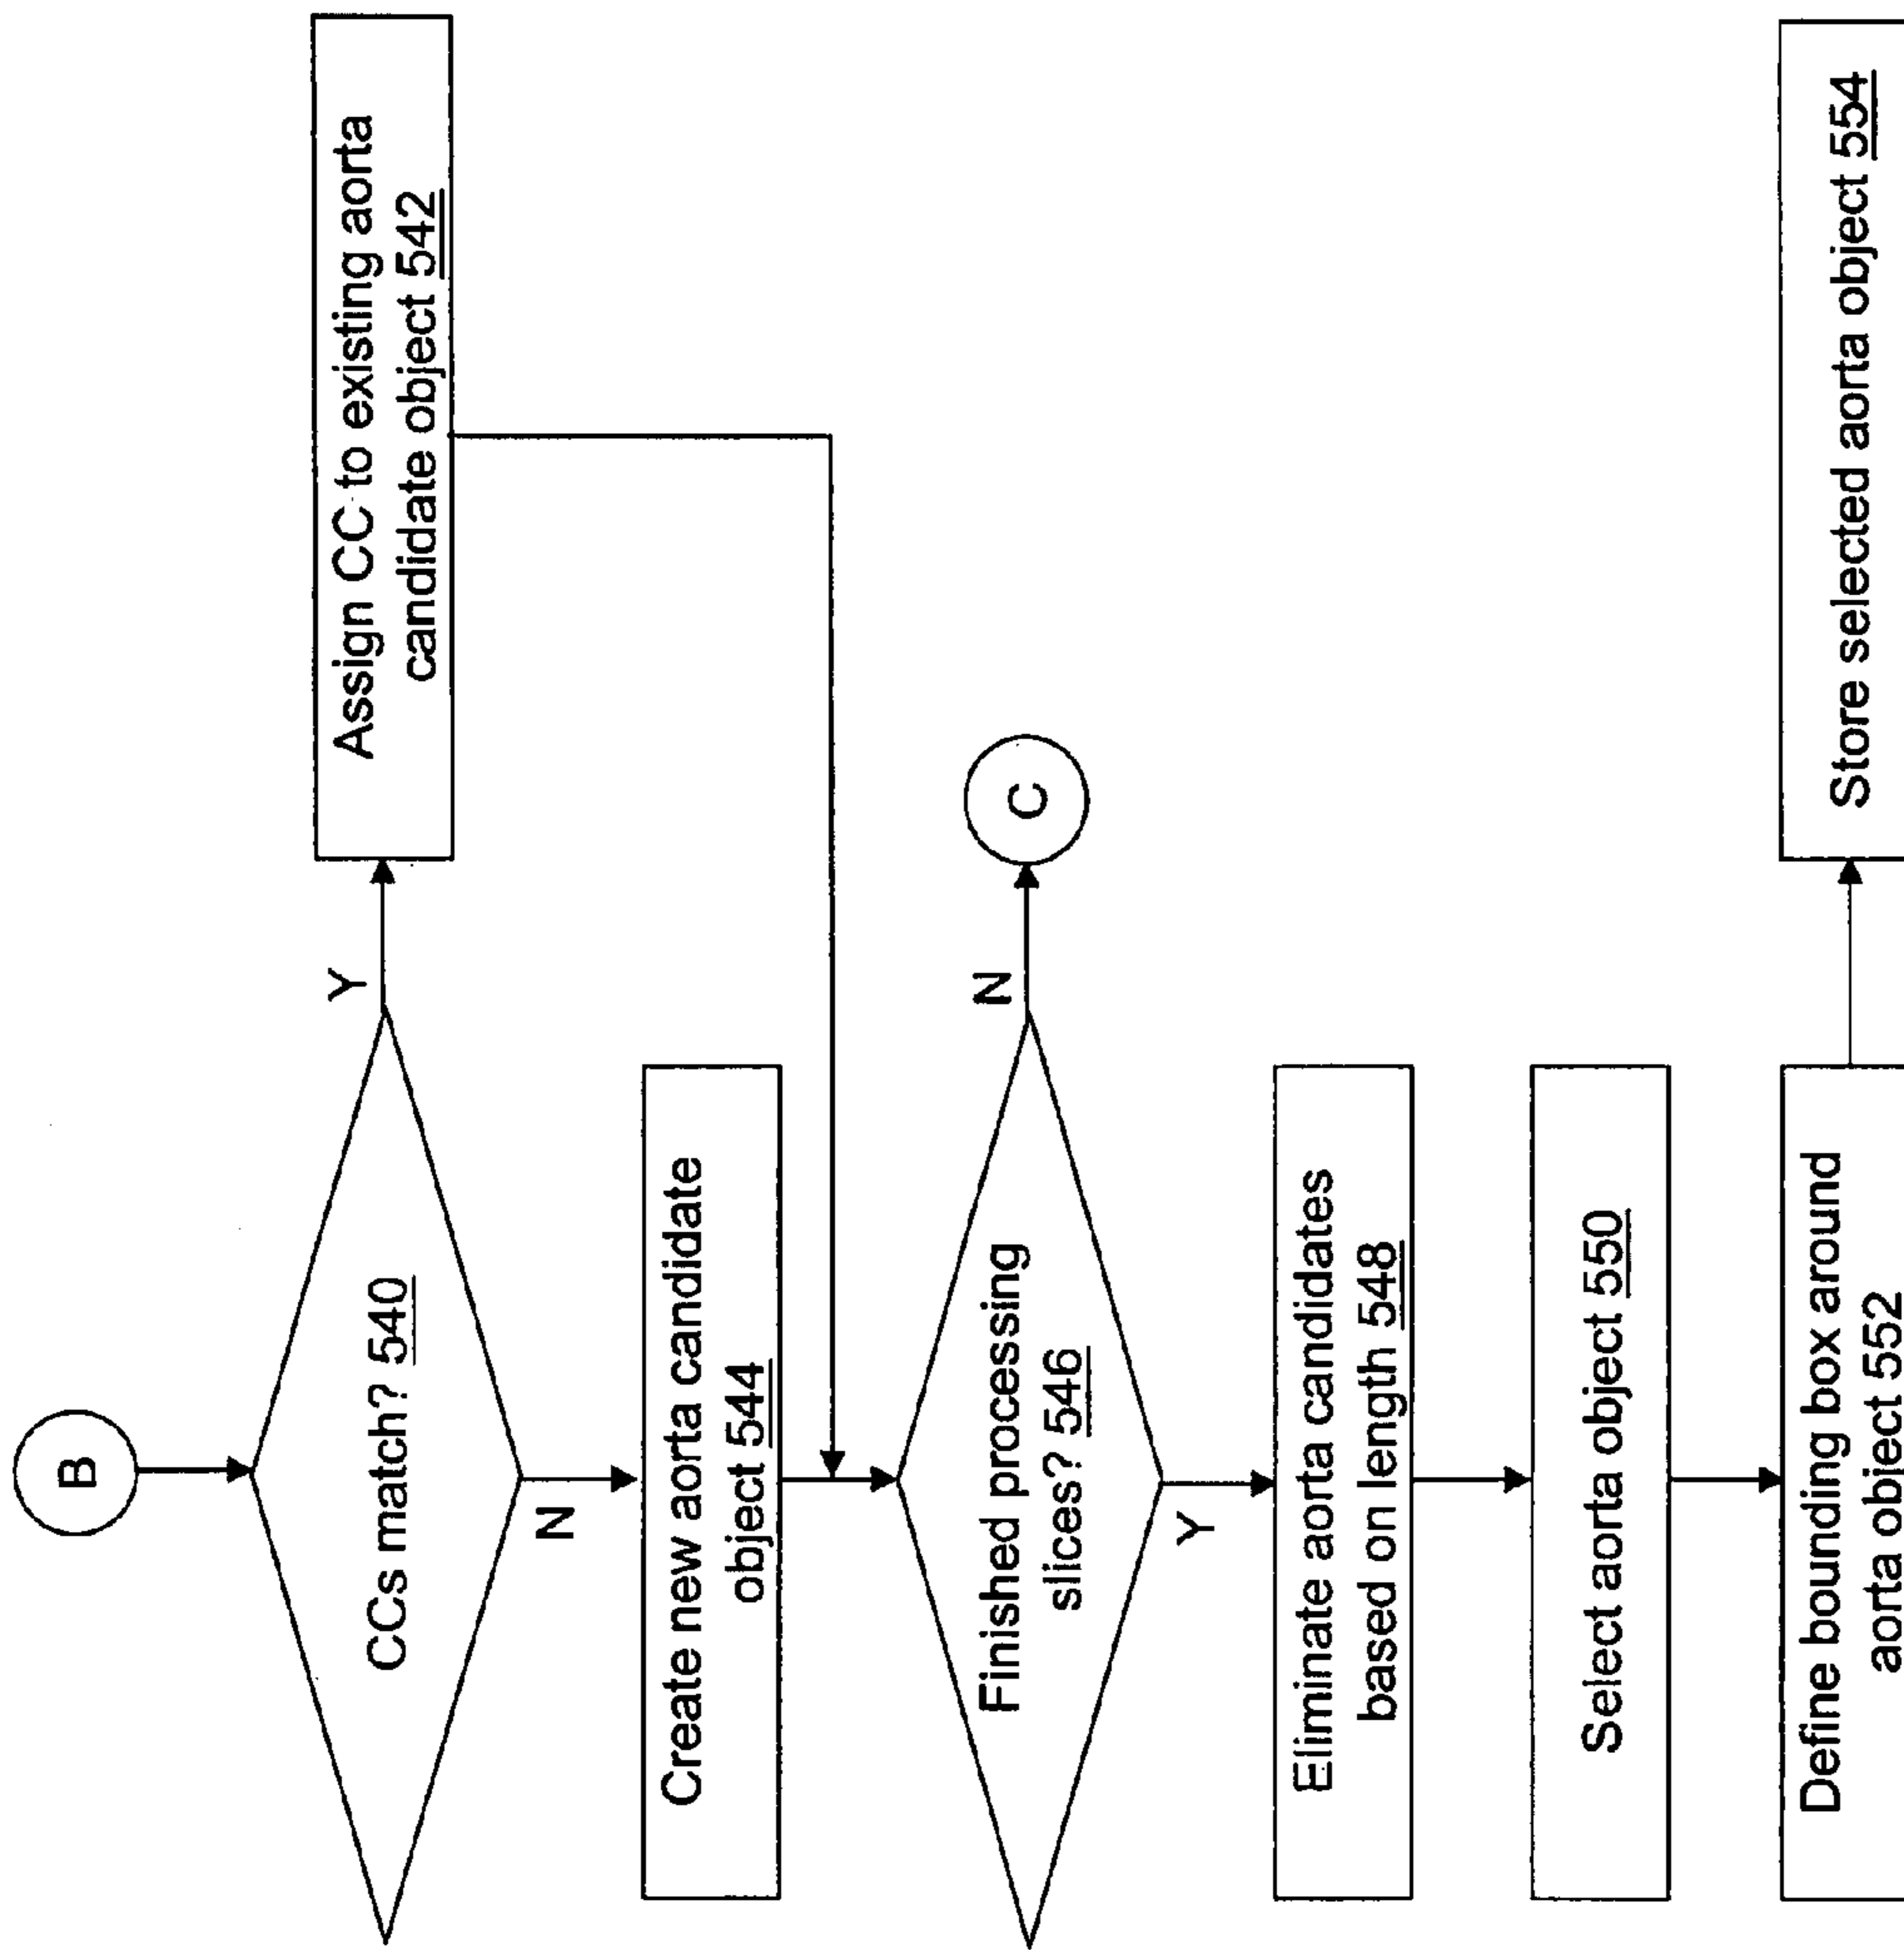 B
CCs match? 540
Y
Assign CC to existing aorta
candidate object 542
N
Create new aorta candidate
object 544
Finished processing
slices? 546
N
C
Y
Eliminate aorta candidates
based on length 548
Select aorta object 550
Define bounding box around
aorta object 552
Store selected aorta object 554